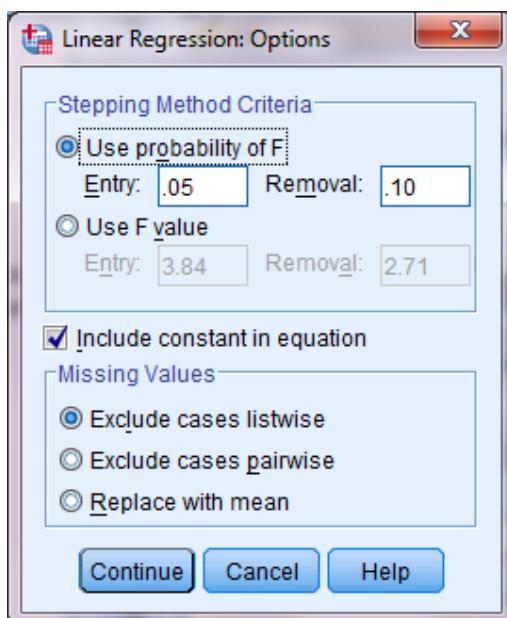 Linear Regression: Options
X
Stepping Method Criteria
Use probability of F
Entry: .05 Removal: .10
Use F value
Entry: 3.84 Removal: 2.71
Include constant in equation
Missing Values
Exclude cases listwise
Exclude cases pairwise
Replace with mean
Continue Cancel Help